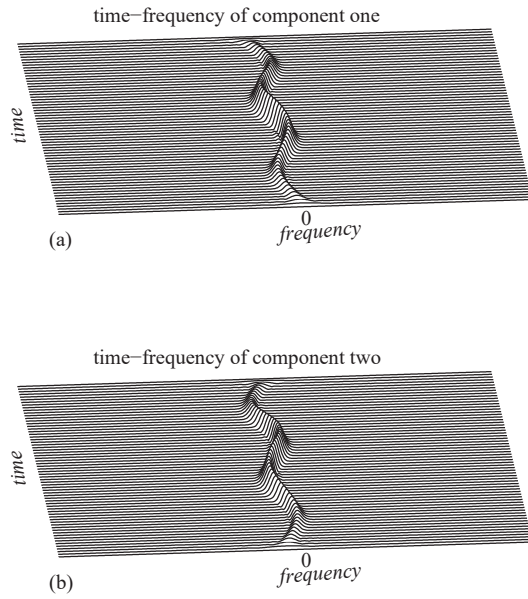 time−frequency of component one
time
0
frequency
(a)
time−frequency of component two
time
0
frequency
(b)